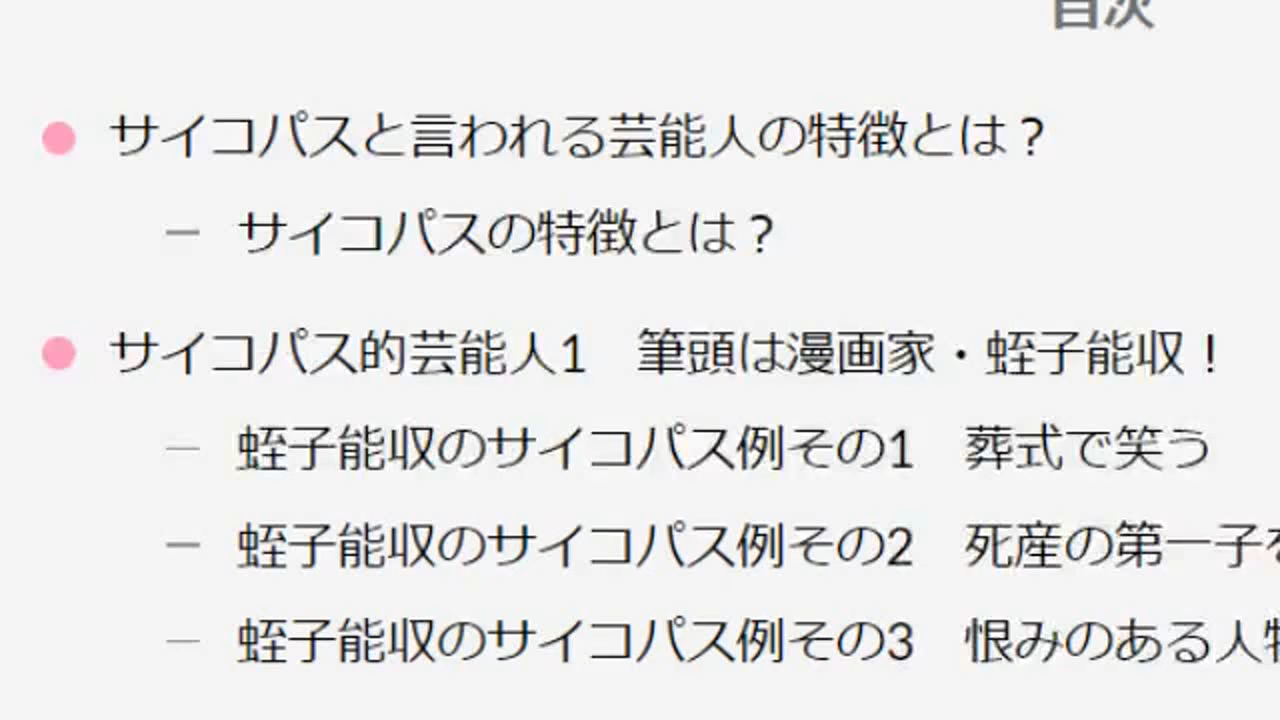 目次
サイコパスと言われる芸能人の特徴とは？
サイコパスの特徴とは？
サイコパス的芸能人1　筆頭は漫画家・蛭子能収！
蛭子能収のサイコパス例その1　葬式で笑う
蛭子能収のサイコパス例その2　死産の第一子を
蛭子能収のサイコパス例その3　恨みのある人物